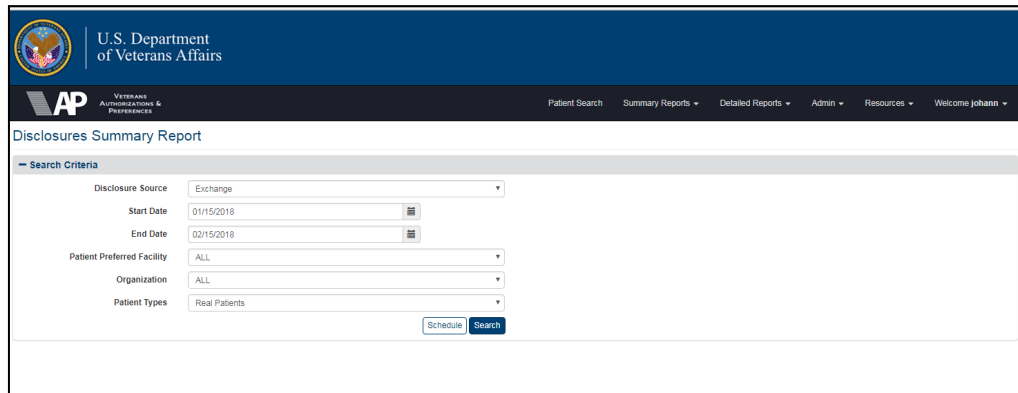 U.S. Department
of Veterans Affairs
VAP
VETERANS
AUTHORIZATIONS &
PREFERENCES
Patient Search Summary Reports Detailed Reports Admin Resources Welcome johann
Disclosures Summary Report
Search Criteria
Disclosure Source Exchange
Start Date 01/15/2018
End Date 02/15/2018
Patient Preferred Facility ALL
Organization ALL
Patient Types Real Patients
Schedule Search